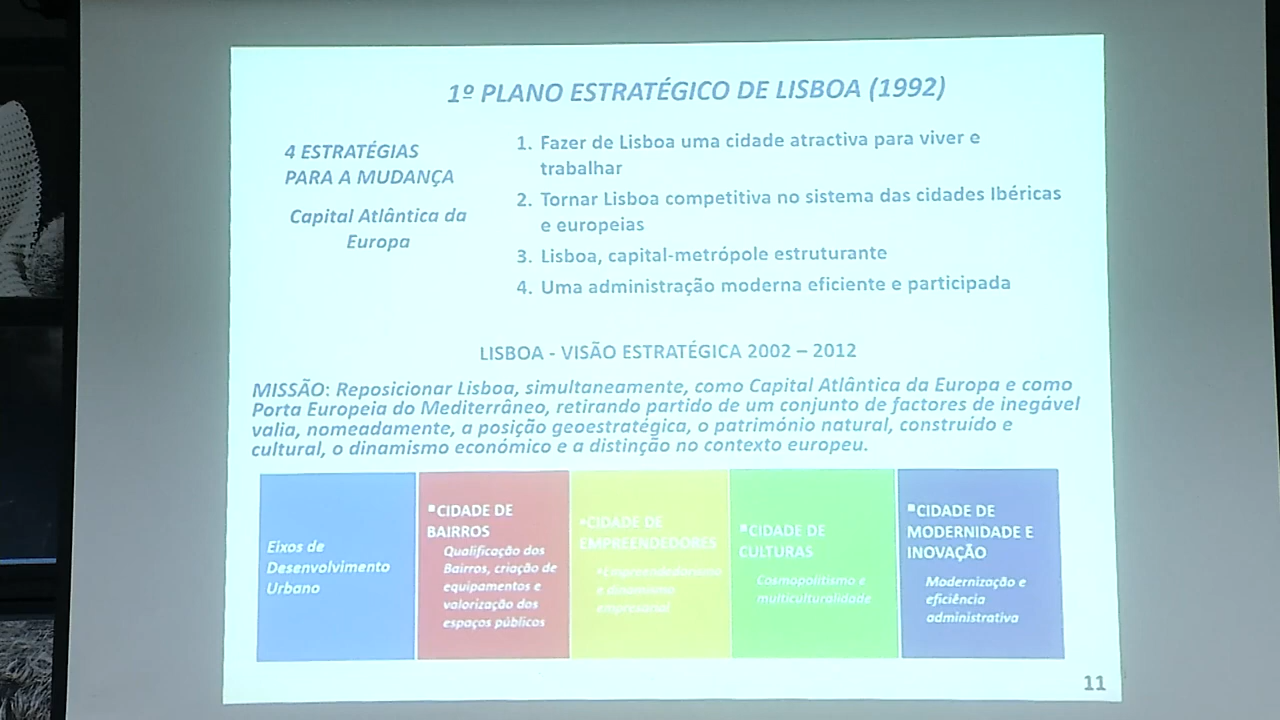 1º PLANO ESTRATÉGICO DE LISBOA (1992)
4 ESTRATÉGIAS
PARA A MUDANÇA
Capital Atlântica da
Europa
1. Fazer de Lisboa uma cidade atractiva para viver e
trabalhar
2. Tornar Lisboa competitiva no sistema das cidades Ibéricas
e europeias
3. Lisboa, capital-metrópole estruturante
4. Uma administração moderna eficiente e participada
LISBOA - VISÃO ESTRATÉGICA 2002 – 2012
MISSÃO: Reposicionar Lisboa, simultaneamente, como Capital Atlântica da Europa e como
Porta Europeia do Mediterrâneo, retirando partido de um conjunto de factores de inegável
valia, nomeadamente, a posição geoestratégica, o património natural, construído e
cultural, o dinamismo económico e a distinção no contexto europeu.
Eixos de
Desenvolvimento
Urbano
▪CIDADE DE
BAIRROS
Qualificação dos
Bairros, criação de
equipamentos e
valorização dos
espaços públicos
▪CIDADE DE
EMPREENDEDORES
▪Empreendedorismo
e dinamismo
empresarial
▪CIDADE DE
CULTURAS
Cosmopolitismo e
multiculturalidade
▪CIDADE DE
MODERNIDADE E
INOVAÇÃO
Modernização e
eficiência
administrativa
11